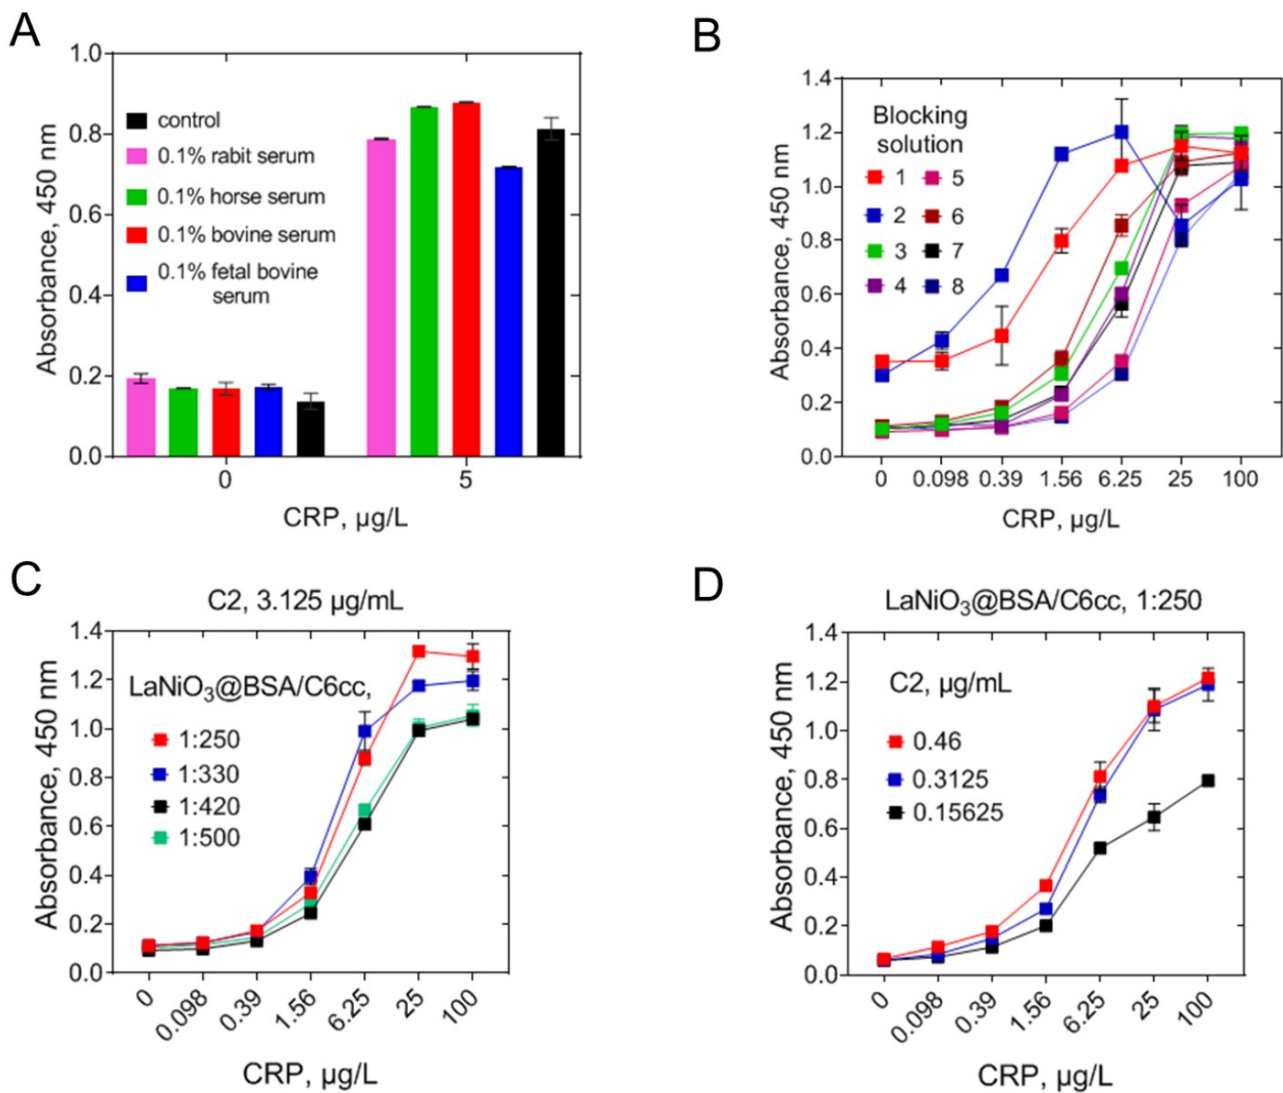 A
1.0
0.8
0.6
0.4
0.2
0.0
Absorbance, 450 nm
control
0.1% rabit serum
0.1% horse serum
0.1% bovine serum
0.1% fetal bovine
serum
0 5
CRP, µg/L
B
1.4
1.2
1.0
0.8
0.6
0.4
0.2
0.0
Absorbance, 450 nm
Blocking
solution
1 5
2 6
3 7
4 8
0 0.098 0.39 1.56 6.25 25 100
CRP, µg/L
C
C2, 3.125 µg/mL
1.4
1.2
1.0
0.8
0.6
0.4
0.2
0.0
Absorbance, 450 nm
LaNiO₃@BSA/C6cc,
1:250
1:330
1:420
1:500
0 0.098 0.39 1.56 6.25 25 100
CRP, µg/L
D
LaNiO₃@BSA/C6cc, 1:250
1.4
1.2
1.0
0.8
0.6
0.4
0.2
0.0
Absorbance, 450 nm
C2, µg/mL
0.46
0.3125
0.15625
0 0.098 0.39 1.56 6.25 25 100
CRP, µg/L